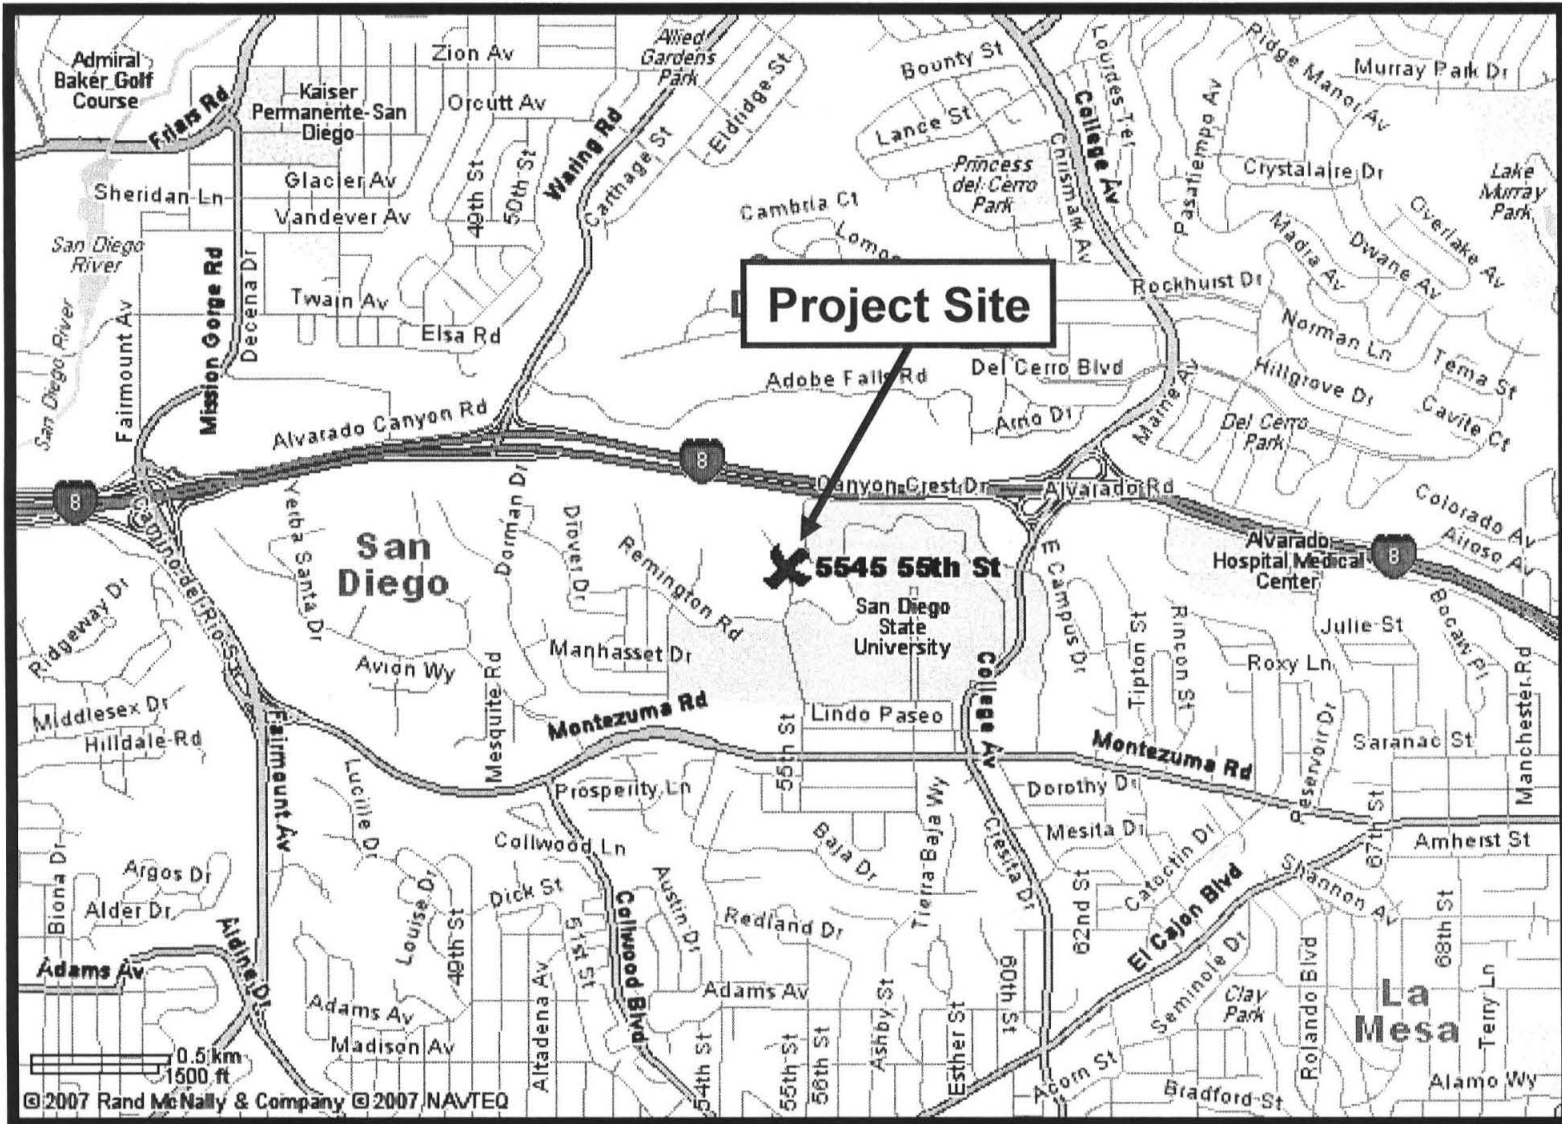 Admiral
Baker Golf
Course
Friars Rd
Kaiser
Permanente-San
Diego
Zion Av
Orcutt Av
Allied
Gardens
Park
Waring Rd
Eldridge St
Carthage St
Bounty St
Lance St
Princess
del Cerro
Park
College Av
Lourdes Ter
Chrismark Av
Pasatiempo Av
Ridge Manor Av
Murray Park Dr
Crystalaire Dr
Lake
Murray
Park
Overlake Av
Dwane Av
Madra Av
Sheridan Ln
Glacier Av
Vandever Av
49th St
50th St
Cambria Ct
San Diego
River
San Diego River
Mission Gorge Rd
Decena Dr
Fairmount Av
Twain Av
Elsa Rd
Project Site
Rockhurst Dr
Norman Ln
Tema St
Hillgrove Dr
Cavite Ct
Del Cerro Blvd
Adobe Falls Rd
Arno Dr
Maine Av
Del Cerro
Park
Alvarado Canyon Rd
8
8
8
Canyon Crest Dr
Alvarado Rd
Colorado Av
Airoso Av
Alvarado
Hospital Medical
Center
Camino del Rio S
Yerba Santa Dr
San
Diego
Dorman Dr
Drover Dr
Remington Rd
5545 55th St
San Diego
State
University
E Campus Dr
Tipton St
Rincon St
Julie St
Roxy Ln
Bocaw Pl
Manchester Rd
Ridgeway Dr
Avion Wy
Manhasset Dr
Mesquite Rd
Montezuma Rd
Lindo Paseo
College Av
Montezuma Rd
Reservoir Dr
Saranac St
Middlesex Dr
Hilldale Rd
Fairmount Av
Lucille Dr
Prosperity Ln
55th St
Dorothy Dr
Mesita Dr
Cresita Dr
Catoctin Dr
67th St
Amherst St
Shannon Av
Collwood Ln
Baja Dr
Tierra Baja Wy
62nd St
El Cajon Blvd
68th St
Biona Dr
Argos Dr
Alder Dr
Louise Dr
49th St
Dick St
51st St
Collwood Blvd
Austin Dr
Redland Dr
Adams Av
Aldine Dr
Adams Av
Madison Av
Altadena Av
Adams Av
54th St
55th St
56th St
Ashby St
Esther St
60th St
Seminole Dr
Clay
Park
Rolando Blvd
La
Mesa
Terry Ln
Acorn St
Bradford St
Alamo Wy
0.5 km
1500 ft
© 2007 Rand McNally & Company © 2007 NAVTEQ